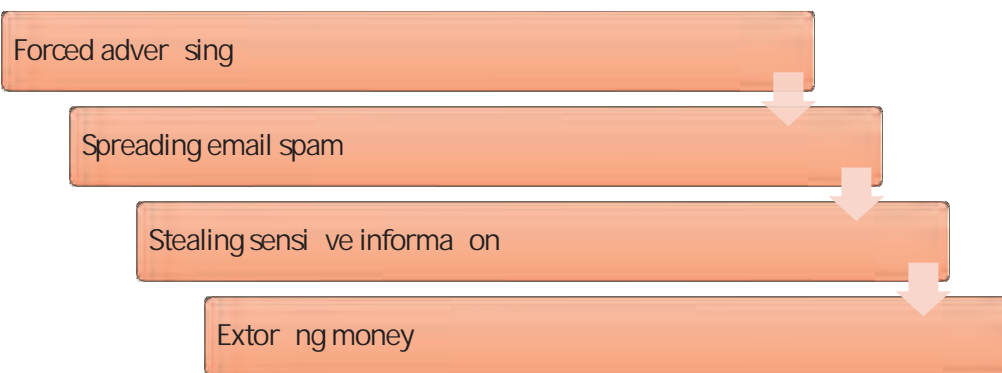 Forced adver sing
Spreading email spam
Stealing sensi ve informa on
Extor ng money